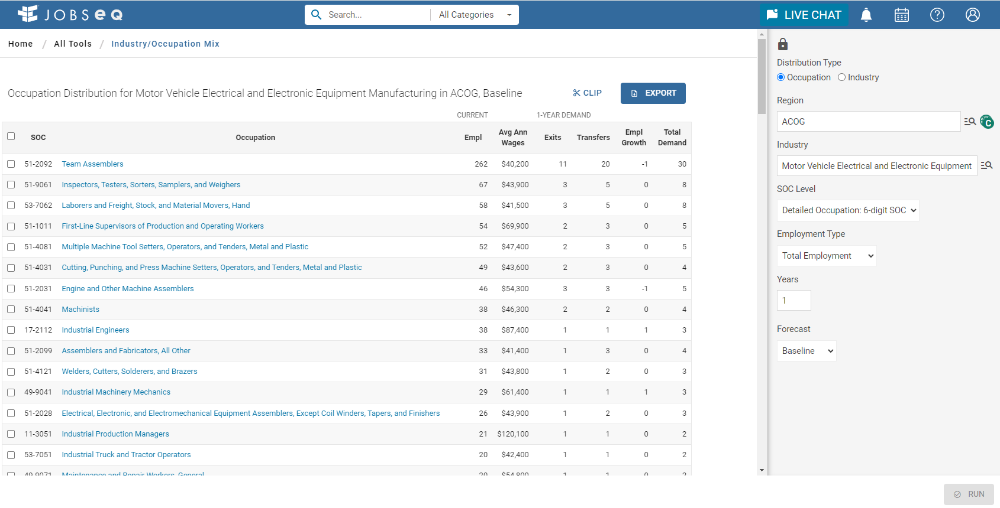 JOBSEQ
Search...
All Categories
LIVE CHAT
Home / All Tools / Industry/Occupation Mix
Occupation Distribution for Motor Vehicle Electrical and Electronic Equipment Manufacturing in ACOG, Baseline
CLIP
EXPORT
CURRENT 1-YEAR DEMAND
SOC Occupation Empl Avg Ann Wages Exits Transfers Empl Growth Total Demand
51-2092 Team Assemblers 262 $40,200 11 20 -1 30
51-9061 Inspectors, Testers, Sorters, Samplers, and Weighers 67 $43,900 3 5 0 8
53-7062 Laborers and Freight, Stock, and Material Movers, Hand 58 $41,500 3 5 0 8
51-1011 First-Line Supervisors of Production and Operating Workers 54 $69,900 2 3 0 5
51-4081 Multiple Machine Tool Setters, Operators, and Tenders, Metal and Plastic 52 $47,400 2 3 0 5
51-4031 Cutting, Punching, and Press Machine Setters, Operators, and Tenders, Metal and Plastic 49 $43,600 2 3 0 4
51-2031 Engine and Other Machine Assemblers 46 $54,300 3 3 -1 5
51-4041 Machinists 38 $46,300 2 2 0 4
17-2112 Industrial Engineers 38 $87,400 1 1 1 3
51-2099 Assemblers and Fabricators, All Other 33 $41,400 1 3 0 4
51-4121 Welders, Cutters, Solderers, and Brazers 31 $43,800 1 2 0 3
49-9041 Industrial Machinery Mechanics 29 $61,400 1 1 1 3
51-2028 Electrical, Electronic, and Electromechanical Equipment Assemblers, Except Coil Winders, Tapers, and Finishers 26 $43,900 1 2 0 3
11-3051 Industrial Production Managers 21 $120,100 1 1 0 2
53-7051 Industrial Truck and Tractor Operators 20 $42,400 1 1 0 2
49-9071 Maintenance and Repair Workers, General 20 $54,800 1 1 0 2
Distribution Type
Occupation Industry
Region
ACOG
C
Industry
Motor Vehicle Electrical and Electronic Equipment
SOC Level
Detailed Occupation: 6-digit SOC
Employment Type
Total Employment
Years
1
Forecast
Baseline
RUN